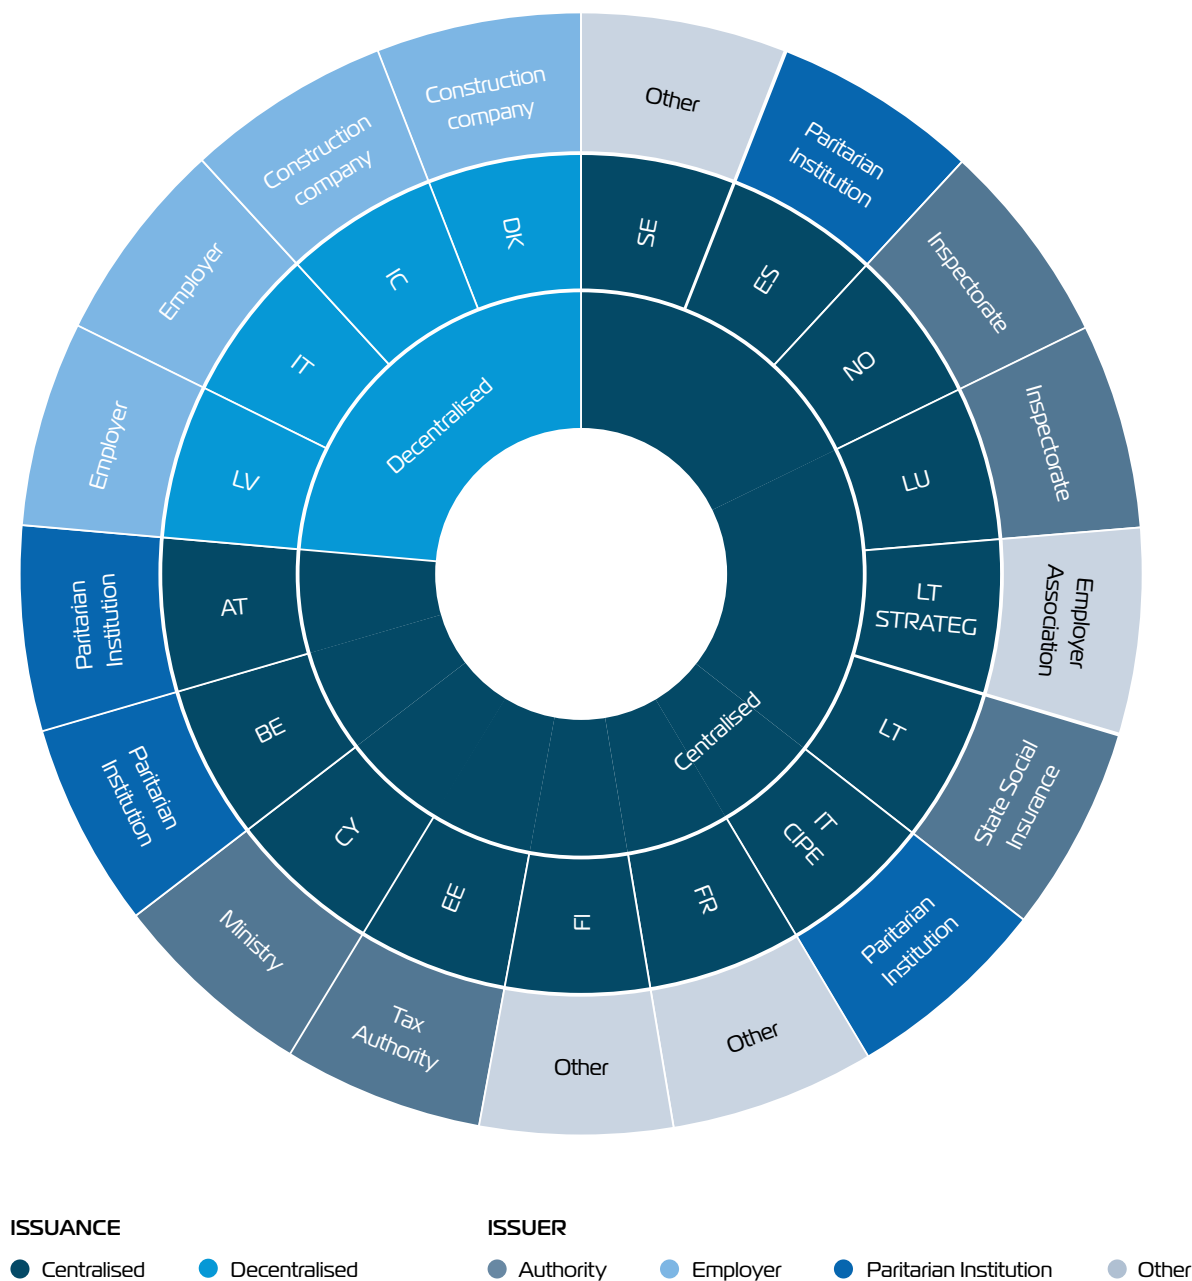 Other
Paritarian
Institution
Inspectorate
Inspectorate
Employer
Association
State Social
Insurance
Paritarian
Institution
Other
Other
Tax
Authority
Ministry
Paritarian
Institution
Paritarian
Institution
Employer
Employer
Construction
company
Construction
company
SE
ES
NO
LU
LT
STRATEG
LT
IT
CIPE
FR
FI
EE
CY
BE
AT
LV
IT
IC
DK
Decentralised
Centralised
ISSUANCE
Centralised
Decentralised
ISSUER
Authority
Employer
Paritarian Institution
Other